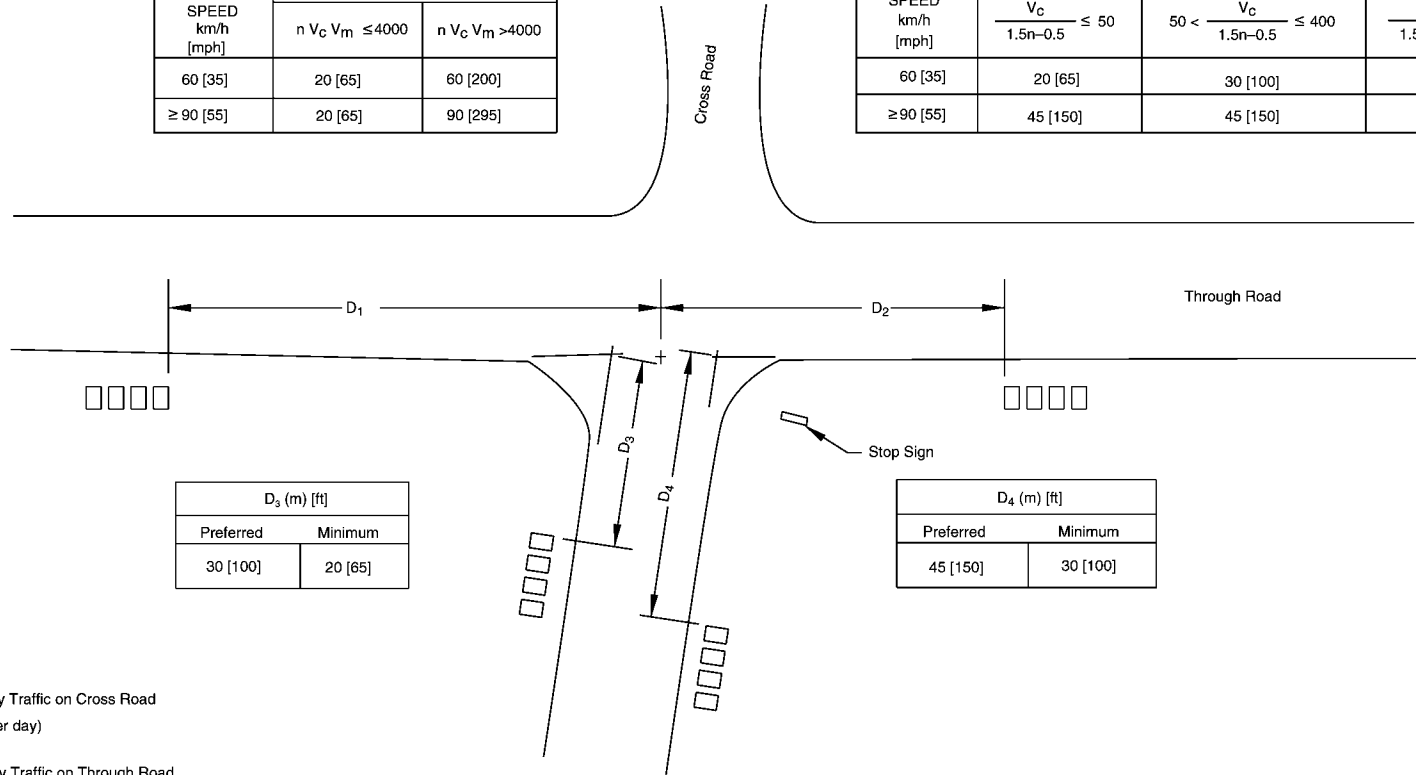 SPEED
km/h
[mph]
n Vc Vm ≤4000
n Vc Vm >4000
60 [35]
20 [65]
60 [200]
≥ 90 [55]
20 [65]
90 [295]
Cross Road
SPEED
km/h
[mph]
Vc
1.5n–0.5
≤ 50
50 <
Vc
1.5n–0.5
≤ 400
60 [35]
20 [65]
30 [100]
≥90 [55]
45 [150]
45 [150]
D1
D2
Through Road
D3
D4
Stop Sign
D3 (m) [ft]
Preferred Minimum
30 [100] 20 [65]
D4 (m) [ft]
Preferred Minimum
45 [150] 30 [100]
Traffic on Cross Road
day)
Traffic on Through Road